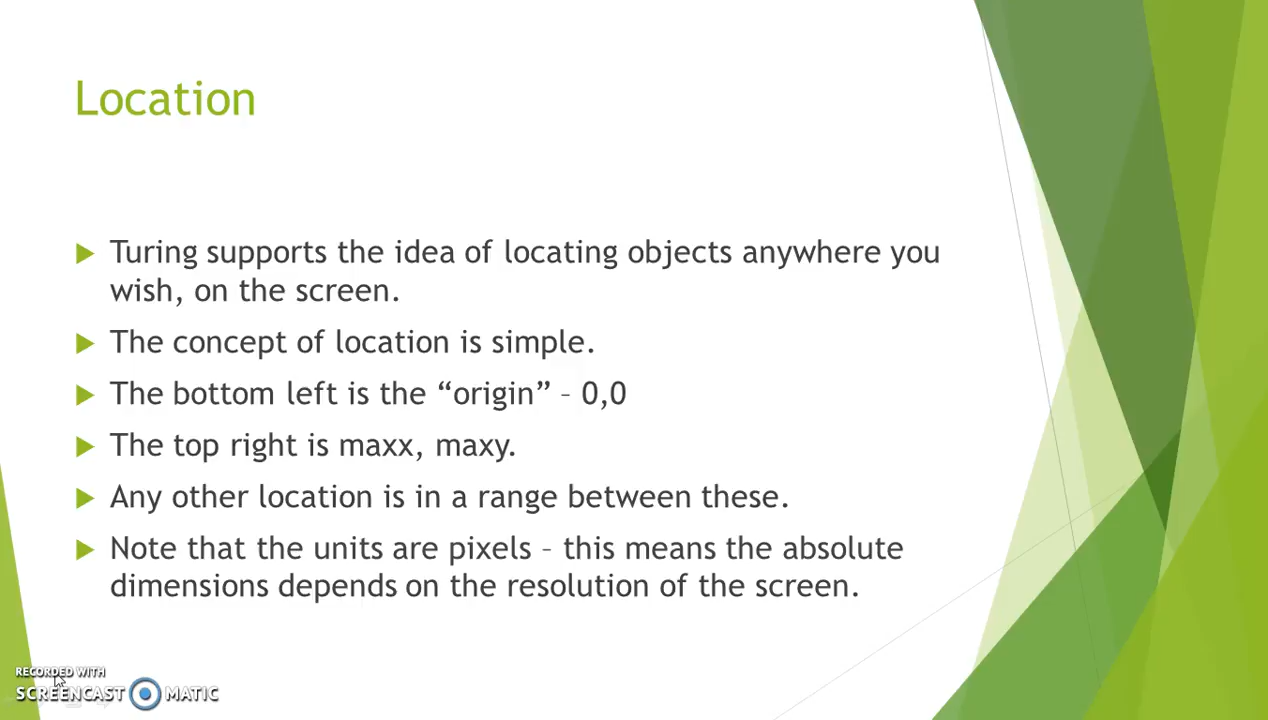 Location
Turing supports the idea of locating objects anywhere you
wish, on the screen.
The concept of location is simple.
The bottom left is the “origin” – 0,0
The top right is maxx, maxy.
Any other location is in a range between these.
Note that the units are pixels – this means the absolute
dimensions depends on the resolution of the screen.
RECORDED WITH
SCREENCAST MATIC